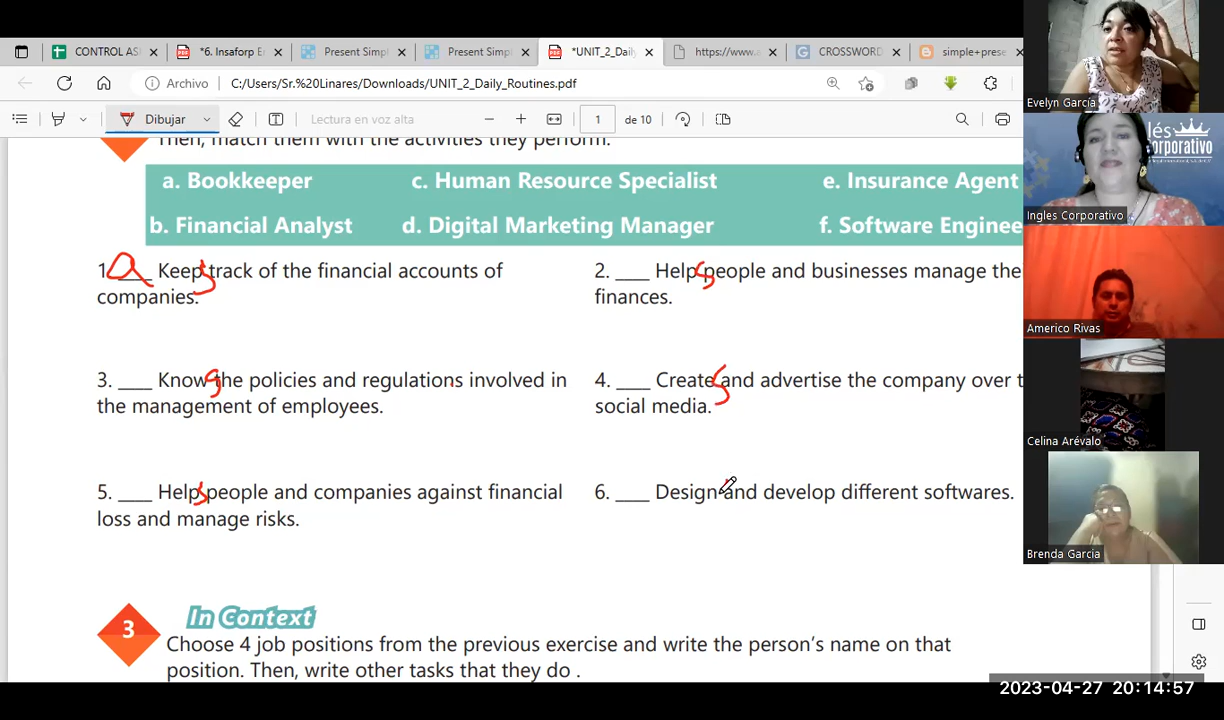 CONTROL AS
*6. Insaforp E
Present Simpl
Present Simpl
*UNIT_2_Dail
https://www.a
CROSSWORD
simple+prese
Archivo
C:/Users/Sr.%20Linares/Downloads/UNIT_2_Daily_Routines.pdf
Dibujar
Lectura en voz alta
1
de 10
Then, match them with the activities they perform.
a. Bookkeeper
c. Human Resource Specialist
e. Insurance Agent
b. Financial Analyst
d. Digital Marketing Manager
f. Software Enginee
1. a Keeps track of the financial accounts of
companies.
2. ____ Helps people and businesses manage the
finances.
3. ____ Knows the policies and regulations involved in
the management of employees.
4. ____ Creates and advertise the company over t
social media.
5. ____ Helps people and companies against financial
loss and manage risks.
6. ____ Design and develop different softwares.
3
In Context
Choose 4 job positions from the previous exercise and write the person's name on that
position. Then, write other tasks that they do .
Evelyn García
lés
corporativo
Ingles Corporativo
Americo Rivas
Celina Arévalo
Brenda Garcia
2023-04-27 20:14:57